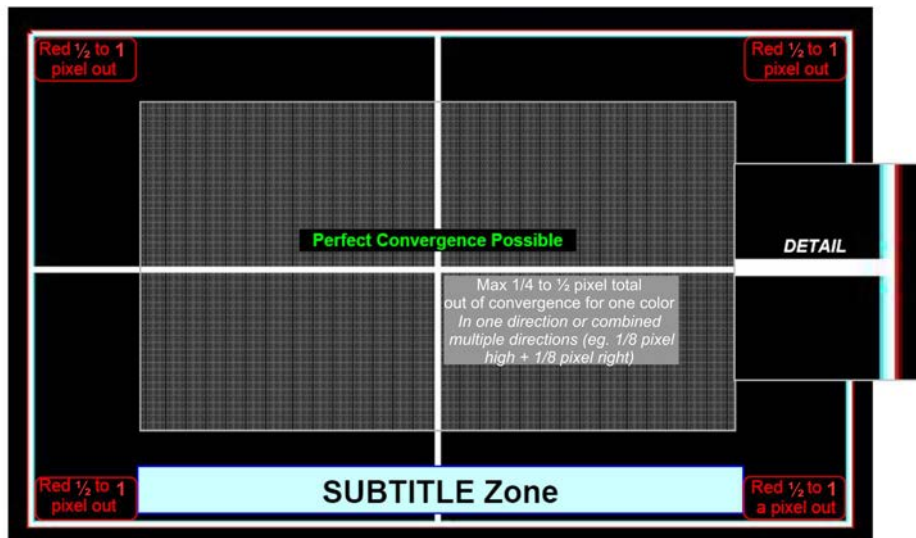 Red ½ to 1
pixel out
Red ½ to 1
pixel out
Perfect Convergence Possible
DETAIL
Max 1/4 to ½ pixel total
out of convergence for one color
In one direction or combined
multiple directions (eg. 1/8 pixel
high + 1/8 pixel right)
Red ½ to 1
pixel out
SUBTITLE Zone
Red ½ to 1
a pixel out